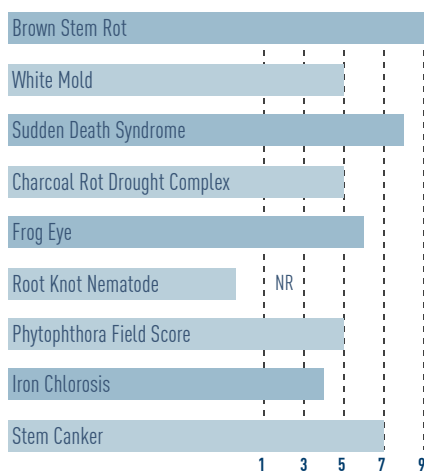 Brown Stem Rot
White Mold
Sudden Death Syndrome
Charcoal Rot Drought Complex
Frog Eye
Root Knot Nematode NR
Phytophthora Field Score
Iron Chlorosis
Stem Canker
1 3 5 7 9